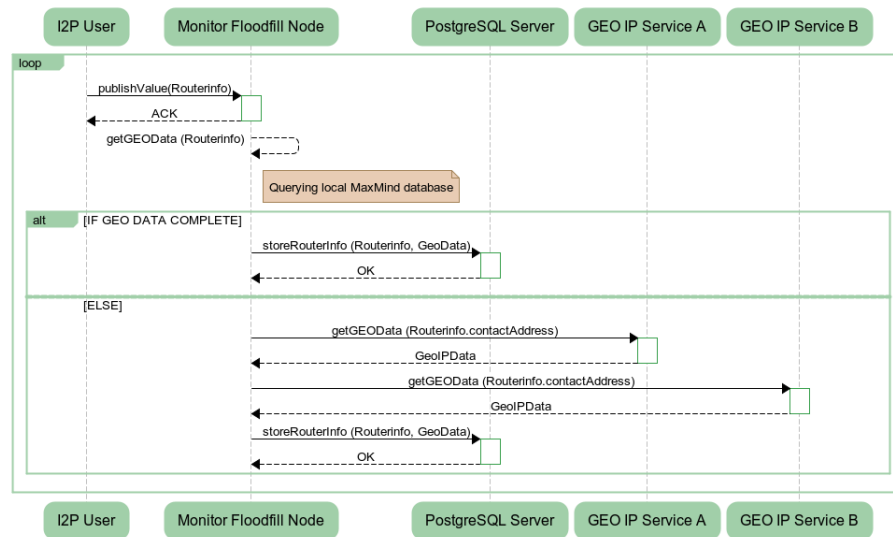 I2P User
Monitor Floodfill Node
PostgreSQL Server
GEO IP Service A
GEO IP Service B
loop
publishValue(Routerinfo)
ACK
getGEOData (Routerinfo)
Querying local MaxMind database
alt
[IF GEO DATA COMPLETE]
storeRouterInfo (Routerinfo, GeoData)
OK
[ELSE]
getGEOData (Routerinfo.contactAddress)
GeoIPData
getGEOData (Routerinfo.contactAddress)
GeoIPData
storeRouterInfo (Routerinfo, GeoData)
OK
I2P User
Monitor Floodfill Node
PostgreSQL Server
GEO IP Service A
GEO IP Service B